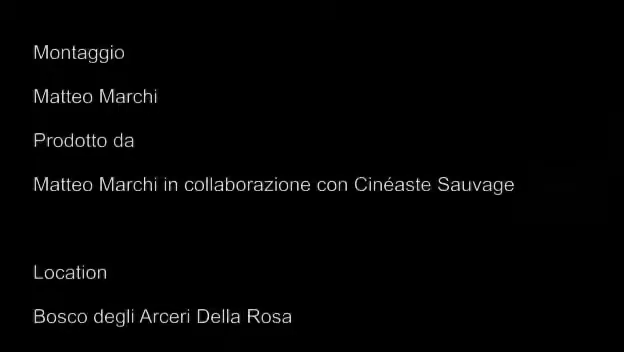 Montaggio
Matteo Marchi
Prodotto da
Matteo Marchi in collaborazione con Cinéaste Sauvage
Location
Bosco degli Arceri Della Rosa